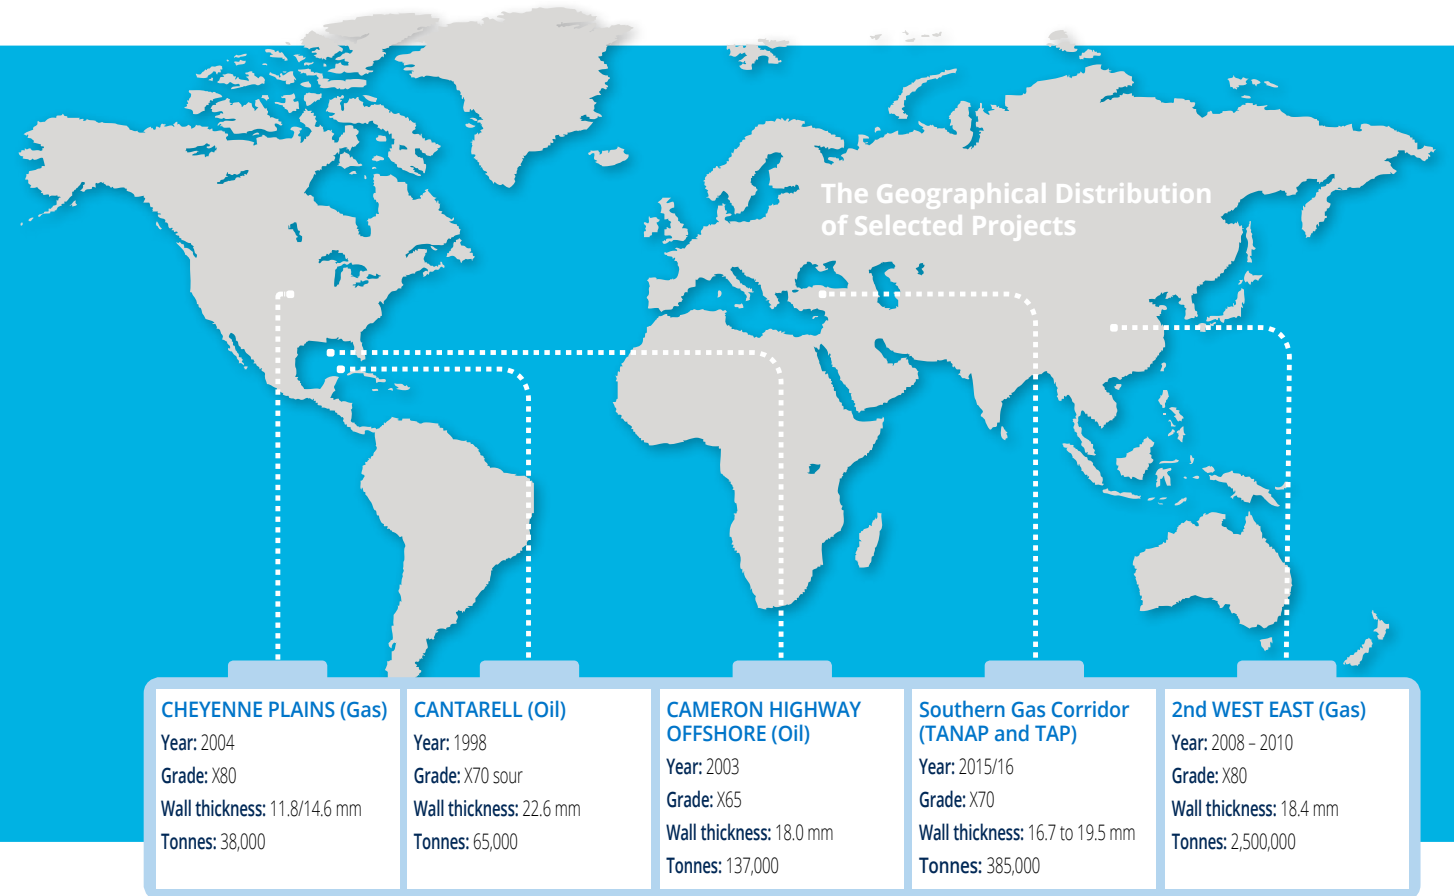 The Geographical Distribution
of Selected Projects
CHEYENNE PLAINS (Gas)
Year: 2004
Grade: X80
Wall thickness: 11.8/14.6 mm
Tonnes: 38,000
CANTARELL (Oil)
Year: 1998
Grade: X70 sour
Wall thickness: 22.6 mm
Tonnes: 65,000
CAMERON HIGHWAY
OFFSHORE (Oil)
Year: 2003
Grade: X65
Wall thickness: 18.0 mm
Tonnes: 137,000
Southern Gas Corridor
(TANAP and TAP)
Year: 2015/16
Grade: X70
Wall thickness: 16.7 to 19.5 mm
Tonnes: 385,000
2nd WEST EAST (Gas)
Year: 2008 – 2010
Grade: X80
Wall thickness: 18.4 mm
Tonnes: 2,500,000